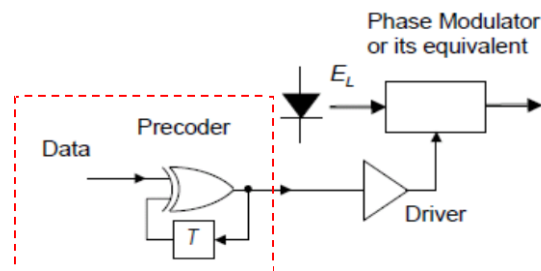 Phase Modulator
or its equivalent
E_L
Precoder
Data
T
Driver